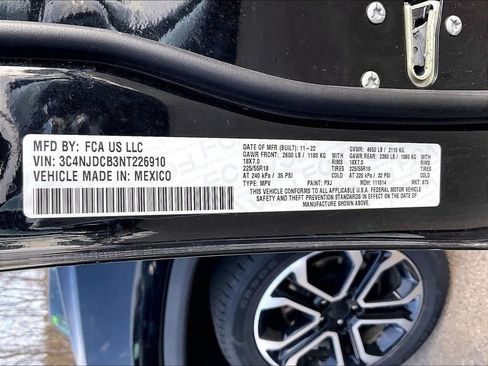 MFD BY: FCA US LLC
VIN: 3C4NJDCB3NT226910
VEHICLE MADE IN: MEXICO
DATE OF MFR (BUILT): 11-22 GVWR: 4650 LB / 2110 KG
GAWR FRONT: 2600 LB / 1180 KG GAWR REAR: 2380 LB / 1080 KG
18X7.0 18X7.0
225/55R18 TIRES 225/55R18 TIRES
AT 240 kPa / 35 PSI COLD AT 220 kPa / 32 PSI COLD
TYPE: MPV PAINT: PXJ MDH: 111014 MKT: 875
THIS VEHICLE CONFORMS TO ALL APPLICABLE U.S.A. FEDERAL MOTOR VEHICLE
SAFETY AND THEFT PREVENTION STANDARDS IN EFFECT ON THE DATE OF
MANUFACTURE SHOWN ABOVE.